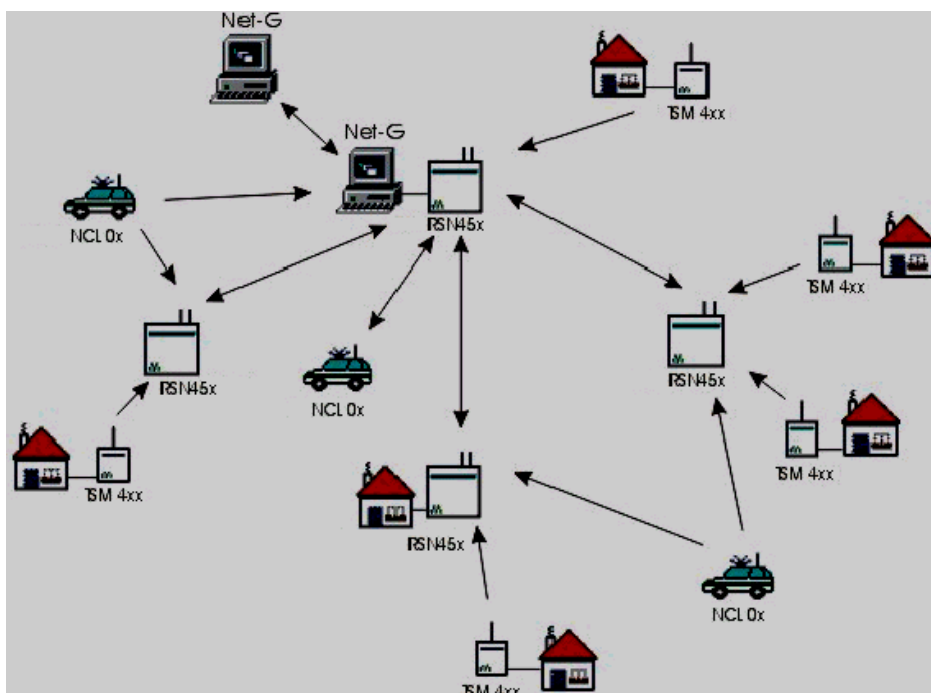 Net-G
TSM 4xx
Net-G
NCL 0x
RSN45x
TSM 4xx
RSN45x
RSN45x
NCL 0x
TSM 4xx
TSM 4xx
RSN45x
NCL 0x
TSM 4xx